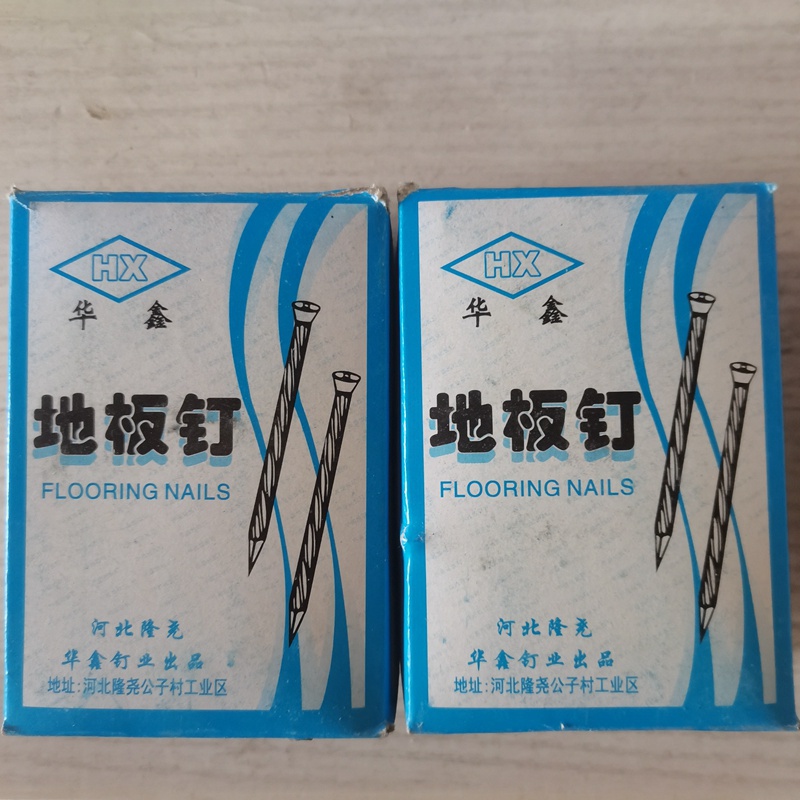 HX
华鑫
地板钉
FLOORING NAILS
河北隆尧
华鑫钉业出品
地址:河北隆尧公子村工业区
HX
华鑫
地板钉
FLOORING NAILS
河北隆尧
华鑫钉业出品
地址:河北隆尧公子村工业区